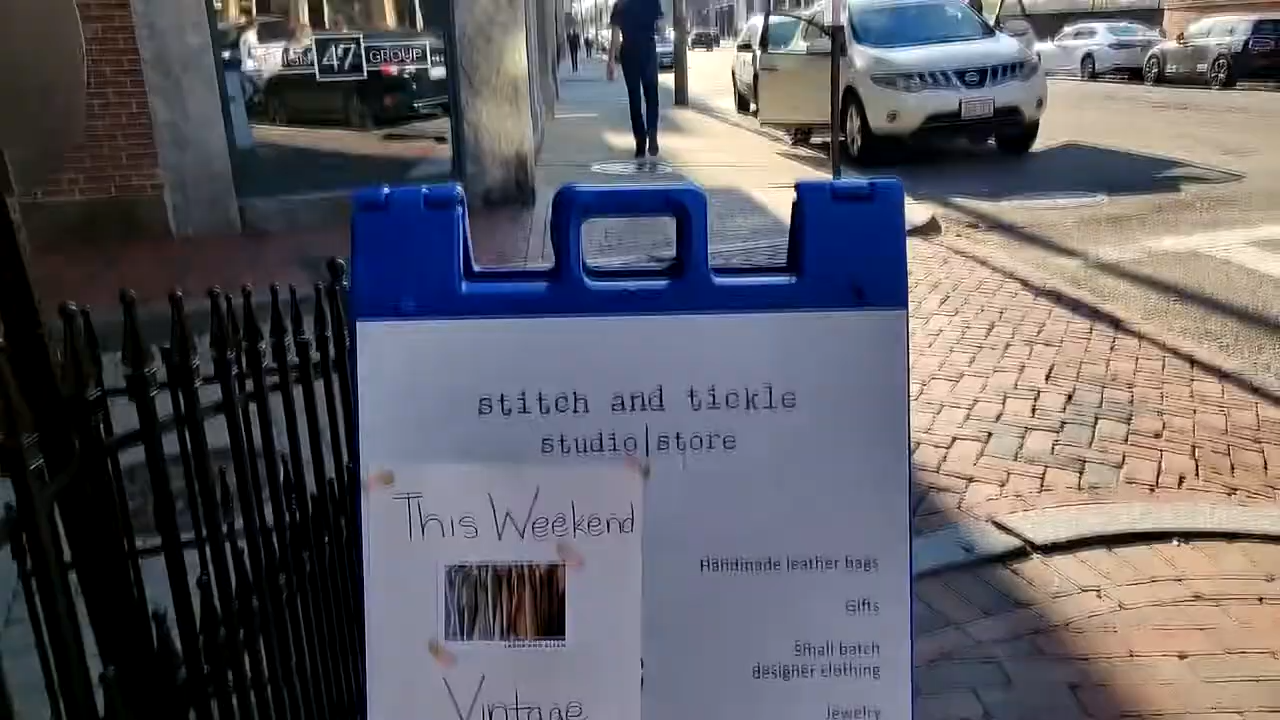 47 GROUP
stitch and tickle
studio|store
This Weekend
Vintage
Handmade leather bags
Gifts
Small batch
designer clothing
Jewelry